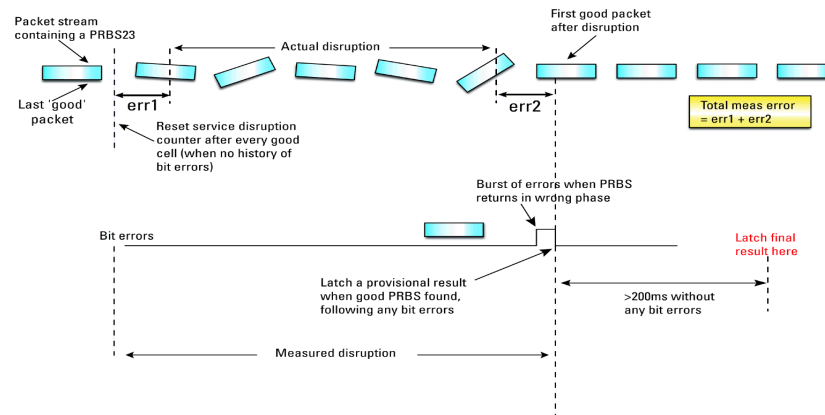 Packet stream
containing a PRBS23
Actual disruption
First good packet
after disruption
Last 'good'
packet
err1
err2
Total meas error
= err1 + err2
Reset service disruption
counter after every good
cell (when no history of
bit errors)
Burst of errors when PRBS
returns in wrong phase
Bit errors
Latch final
result here
Latch a provisional result
when good PRBS found,
following any bit errors
>200ms without
any bit errors
Measured disruption